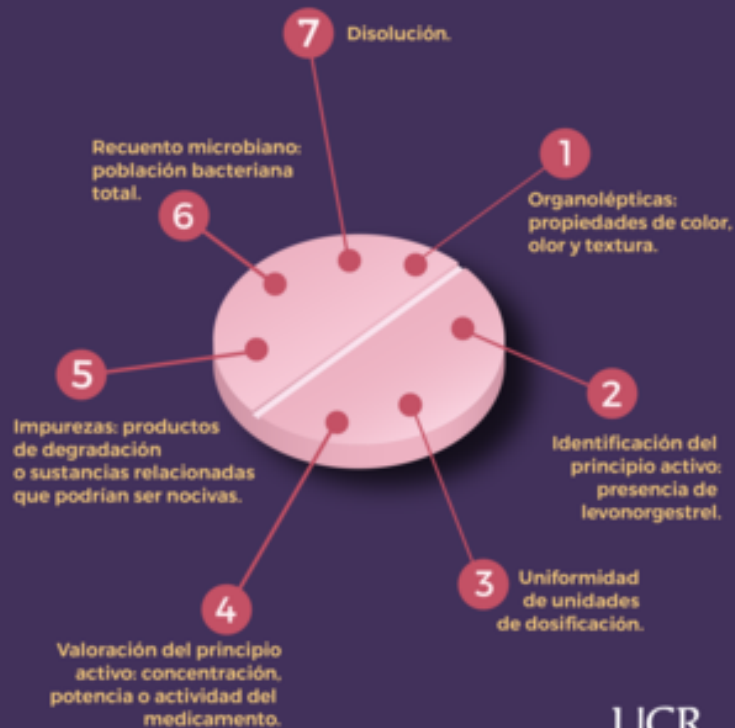 7
Disolución.
1
Organolépticas:
propiedades de color,
olor y textura.
2
Identificación del
principio activo:
presencia de
levonorgestrel.
3
Uniformidad
de unidades
de dosificación.
4
Valoración del principio
activo: concentración,
potencia o actividad del
medicamento.
5
Impurezas: productos
de degradación
o sustancias relacionadas
que podrían ser nocivas.
6
Recuento microbiano:
población bacteriana
total.
UCR